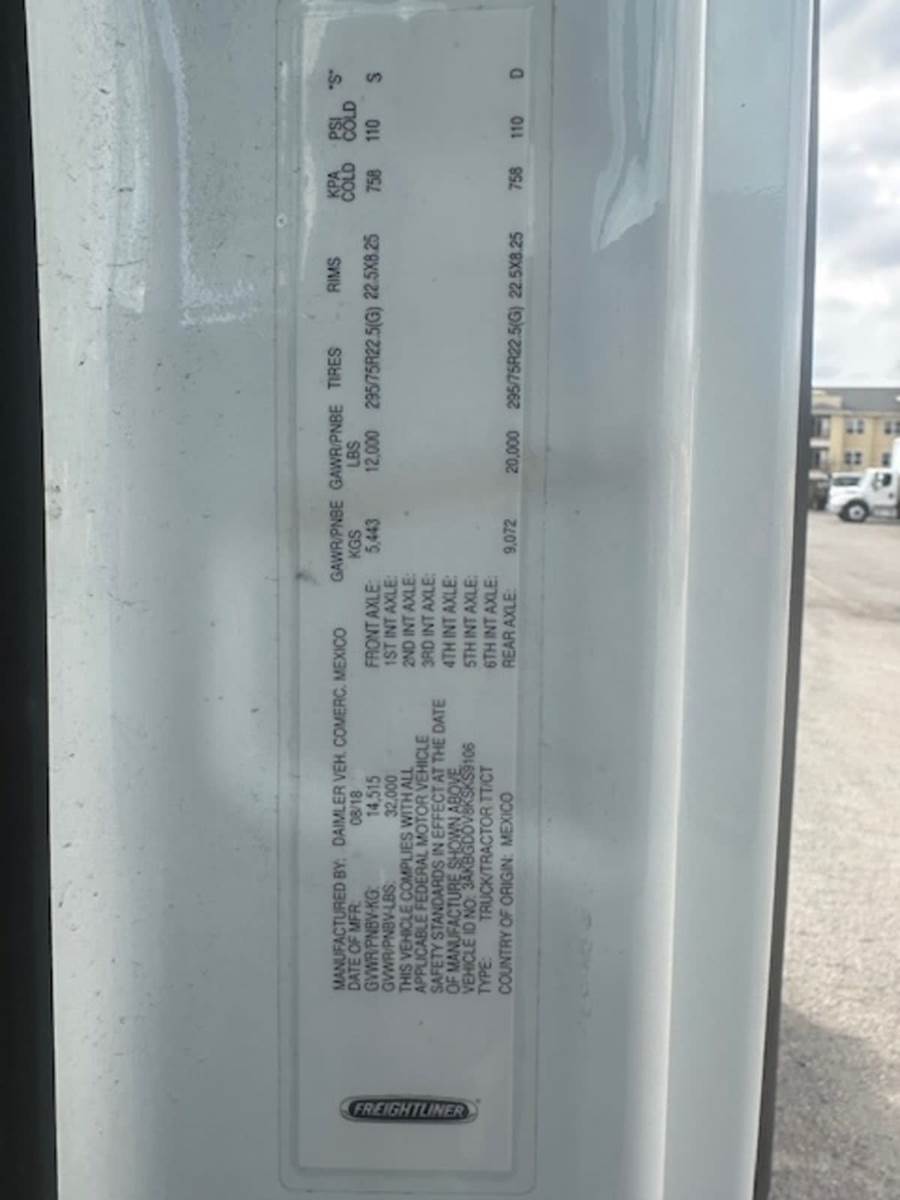 FREIGHTLINER
MANUFACTURED BY: DAIMLER VEH. COMERC. MEXICO
DATE OF MFR: 08/18
GVWR/PNBV-KG: 14,515
GVWR/PNBV-LBS: 32,000
THIS VEHICLE COMPLIES WITH ALL
APPLICABLE FEDERAL MOTOR VEHICLE
SAFETY STANDARDS IN EFFECT AT THE DATE
OF MANUFACTURE SHOWN ABOVE
VEHICLE ID NO: 3AKBGDDV8KSKS9106
TYPE: TRUCK/TRACTOR TT/CT
COUNTRY OF ORIGIN: MEXICO
GAWR/PNBE GAWR/PNBE TIRES RIMS KPA PSI "S"
KGS LBS COLD COLD
FRONT AXLE: 5,443 12,000 295/75R22.5(G) 22.5X8.25 758 110 S
1ST INT AXLE:
2ND INT AXLE:
3RD INT AXLE:
4TH INT AXLE:
5TH INT AXLE:
6TH INT AXLE:
REAR AXLE: 9,072 20,000 295/75R22.5(G) 22.5X8.25 758 110 D